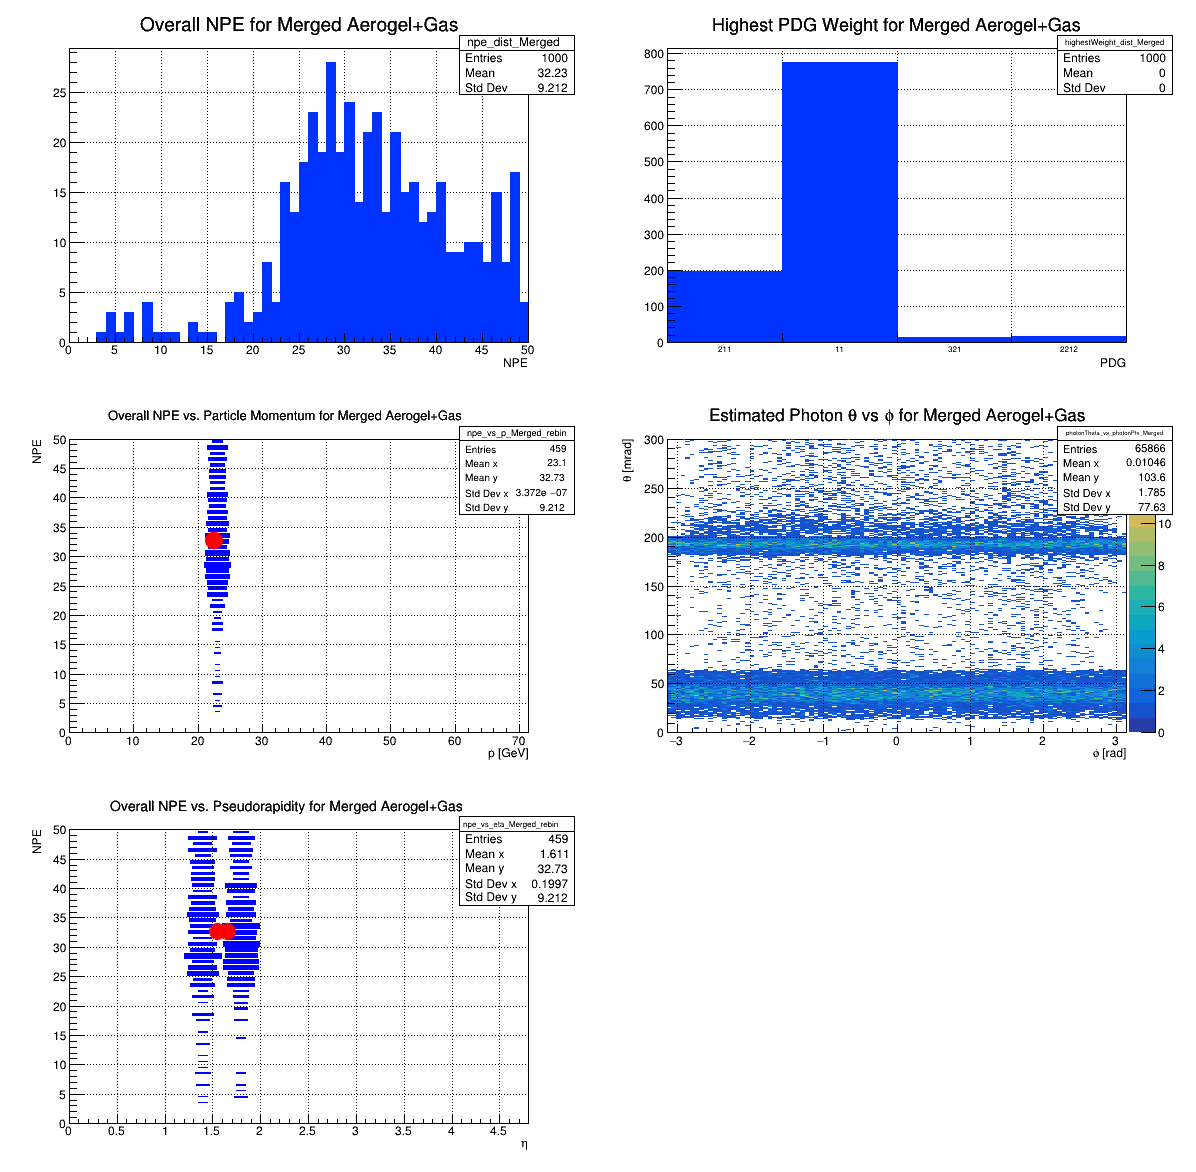 Overall NPE for Merged Aerogel+Gas
npe_dist_Merged
Entries 1000
Mean 32.23
Std Dev 9.212
25
20
15
10
5
0
0 5 10 15 20 25 30 35 40 45 50
NPE
Highest PDG Weight for Merged Aerogel+Gas
highestWeight_dist_Merged
Entries 1000
Mean 0
Std Dev 0
800
700
600
500
400
300
200
100
0
211 11 321 2212
PDG
Overall NPE vs. Particle Momentum for Merged Aerogel+Gas
npe_vs_p_Merged_rebin
Entries 459
Mean x 23.1
Mean y 32.73
Std Dev x 3.372e −07
Std Dev y 9.212
NPE
50
45
40
35
30
25
20
15
10
5
0
0 10 20 30 40 50 60 70
p [GeV]
Estimated Photon θ vs ϕ for Merged Aerogel+Gas
photonTheta_vs_photonPhi_Merged
Entries 65866
Mean x 0.01046
Mean y 103.6
Std Dev x 1.785
Std Dev y 77.63
θ [mrad]
300
250
200
150
100
50
0
−3 −2 −1 0 1 2 3
ϕ [rad]
10
8
6
4
2
0
Overall NPE vs. Pseudorapidity for Merged Aerogel+Gas
npe_vs_eta_Merged_rebin
Entries 459
Mean x 1.611
Mean y 32.73
Std Dev x 0.1997
Std Dev y 9.212
NPE
50
45
40
35
30
25
20
15
10
5
0
0 0.5 1 1.5 2 2.5 3 3.5 4 4.5
η